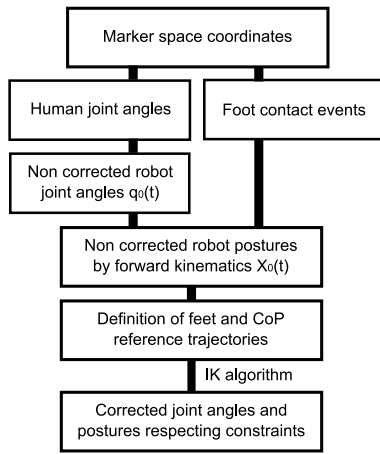 Marker space coordinates
Human joint angles
Foot contact events
Non corrected robot
joint angles q₀(t)
Non corrected robot postures
by forward kinematics X₀(t)
Definition of feet and CoP
reference trajectories
IK algorithm
Corrected joint angles and
postures respecting constraints